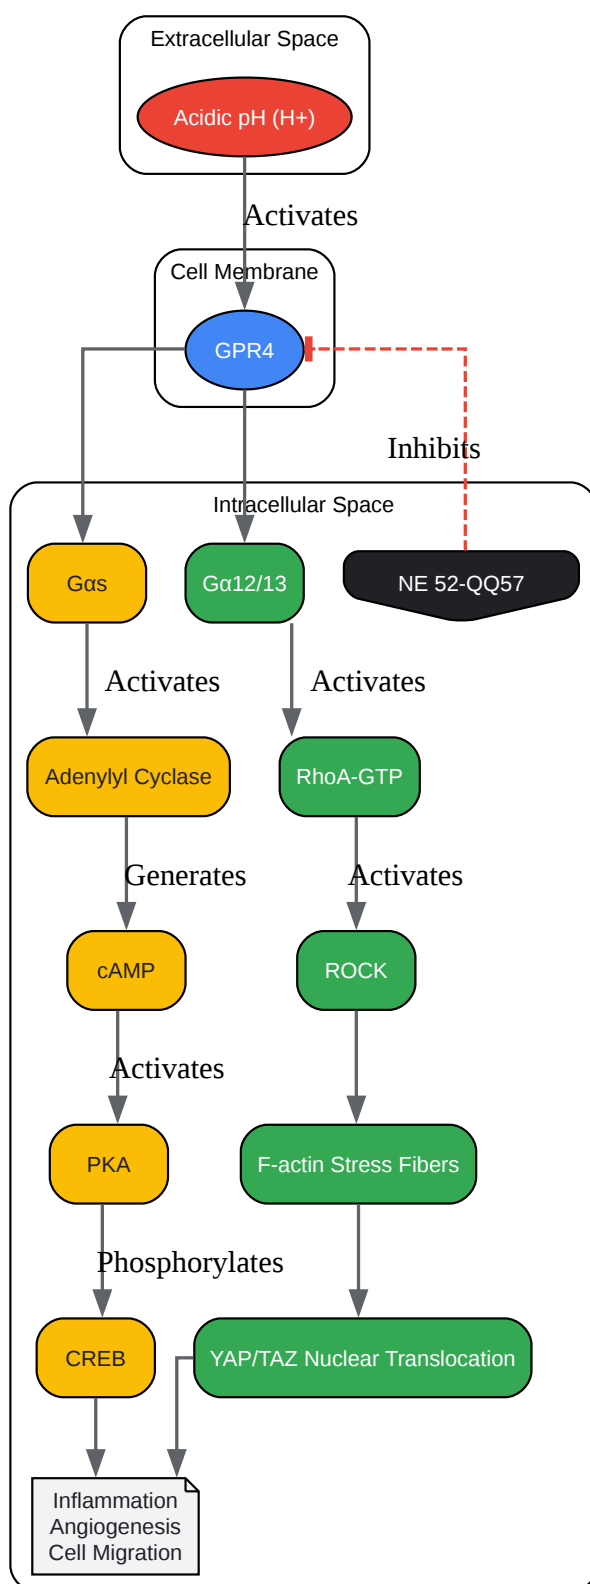 Extracellular Space
Acidic pH (H+)
Activates
Cell Membrane
GPR4
Inhibits
Intracellular Space
Gαs
Gα12/13
NE 52-QQ57
Activates
Activates
Adenylyl Cyclase
RhoA-GTP
Generates
Activates
cAMP
ROCK
Activates
PKA
F-actin Stress Fibers
Phosphorylates
CREB
YAP/TAZ Nuclear Translocation
Inflammation
Angiogenesis
Cell Migration